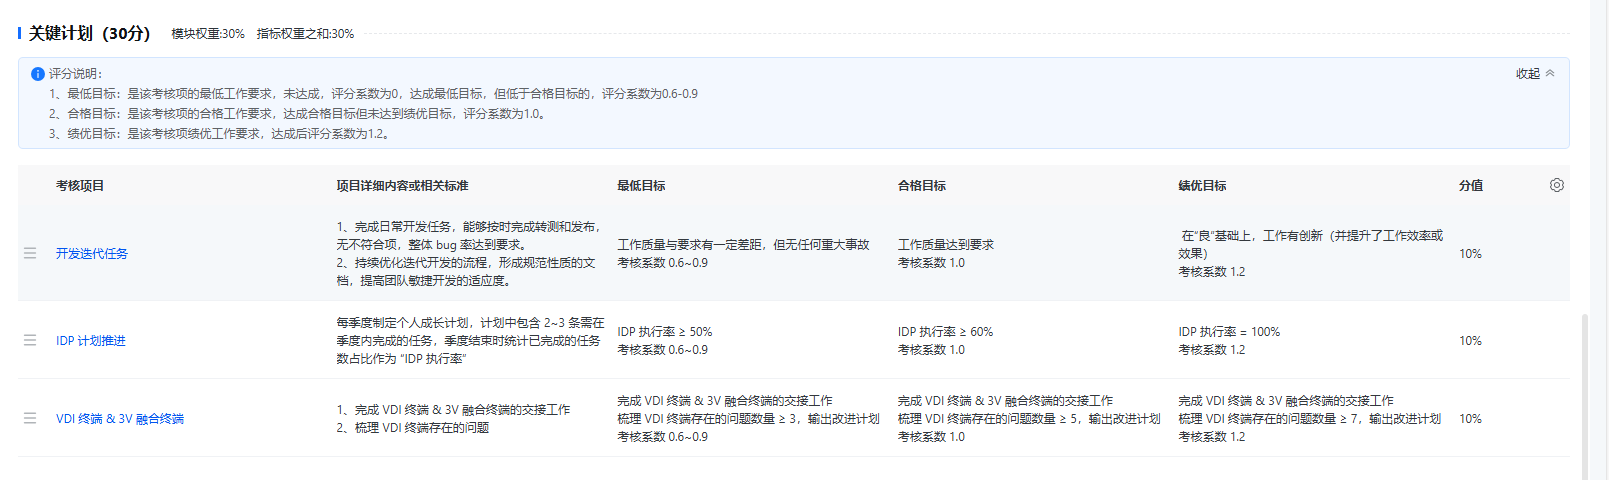 关键计划（30分） 模块权重:30% 指标权重之和:30%
评分说明： 收起
1、最低目标：是该考核项的最低工作要求，未达成，评分系数为0，达成最低目标，但低于合格目标的，评分系数为0.6-0.9
2、合格目标：是该考核项的合格工作要求，达成合格目标但未达到绩优目标，评分系数为1.0。
3、绩优目标：是该考核项绩优工作要求，达成后评分系数为1.2。
考核项目 项目详细内容或相关标准 最低目标 合格目标 绩优目标 分值
开发迭代任务
1、完成日常开发任务，能够按时完成转测和发布，
无不符合项，整体 bug 率达到要求。
2、持续优化迭代开发的流程，形成规范性质的文
档，提高团队敏捷开发的适应度。
工作质量与要求有一定差距，但无任何重大事故
考核系数 0.6~0.9
工作质量达到要求
考核系数 1.0
在“良”基础上，工作有创新（并提升了工作效率或
效果）
考核系数 1.2
10%
IDP 计划推进
每季度制定个人成长计划，计划中包含 2~3 条需在
季度内完成的任务，季度结束时统计已完成的任务
数占比作为 “IDP 执行率”
IDP 执行率 ≥ 50%
考核系数 0.6~0.9
IDP 执行率 ≥ 60%
考核系数 1.0
IDP 执行率 = 100%
考核系数 1.2
10%
VDI 终端 & 3V 融合终端
1、完成 VDI 终端 & 3V 融合终端的交接工作
2、梳理 VDI 终端存在的问题
完成 VDI 终端 & 3V 融合终端的交接工作
梳理 VDI 终端存在的问题数量 ≥ 3，输出改进计划
考核系数 0.6~0.9
完成 VDI 终端 & 3V 融合终端的交接工作
梳理 VDI 终端存在的问题数量 ≥ 5，输出改进计划
考核系数 1.0
完成 VDI 终端 & 3V 融合终端的交接工作
梳理 VDI 终端存在的问题数量 ≥ 7，输出改进计划
考核系数 1.2
10%